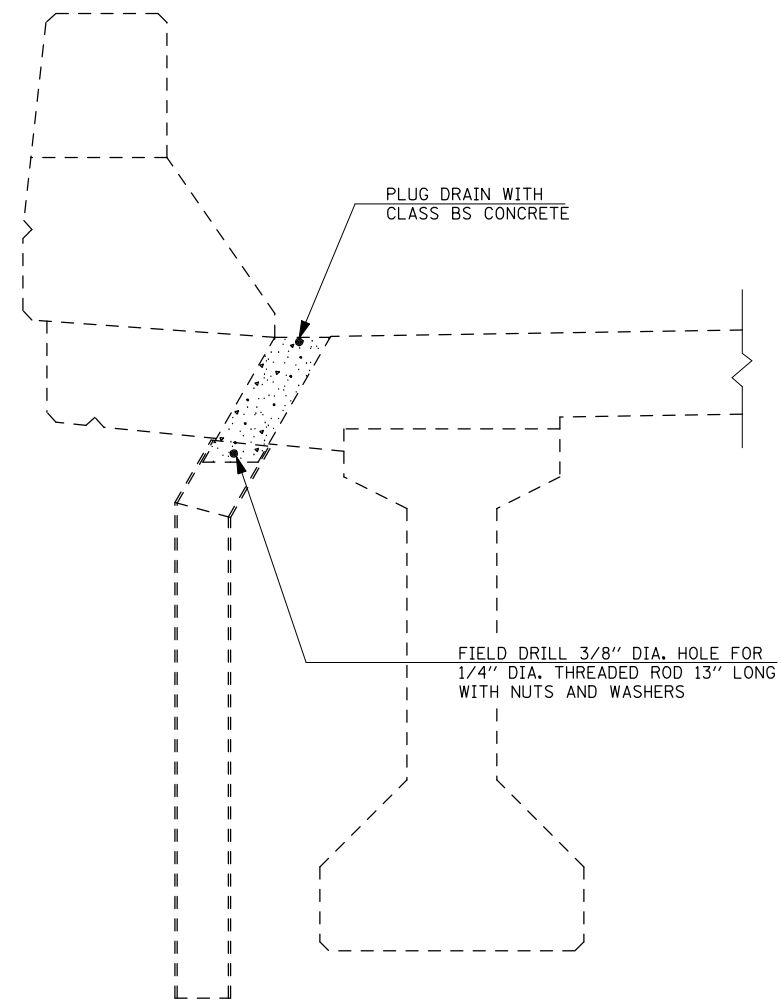 PLUG DRAIN WITH
CLASS BS CONCRETE
FIELD DRILL 3/8" DIA. HOLE FOR
1/4" DIA. THREADED ROD 13" LONG
WITH NUTS AND WASHERS